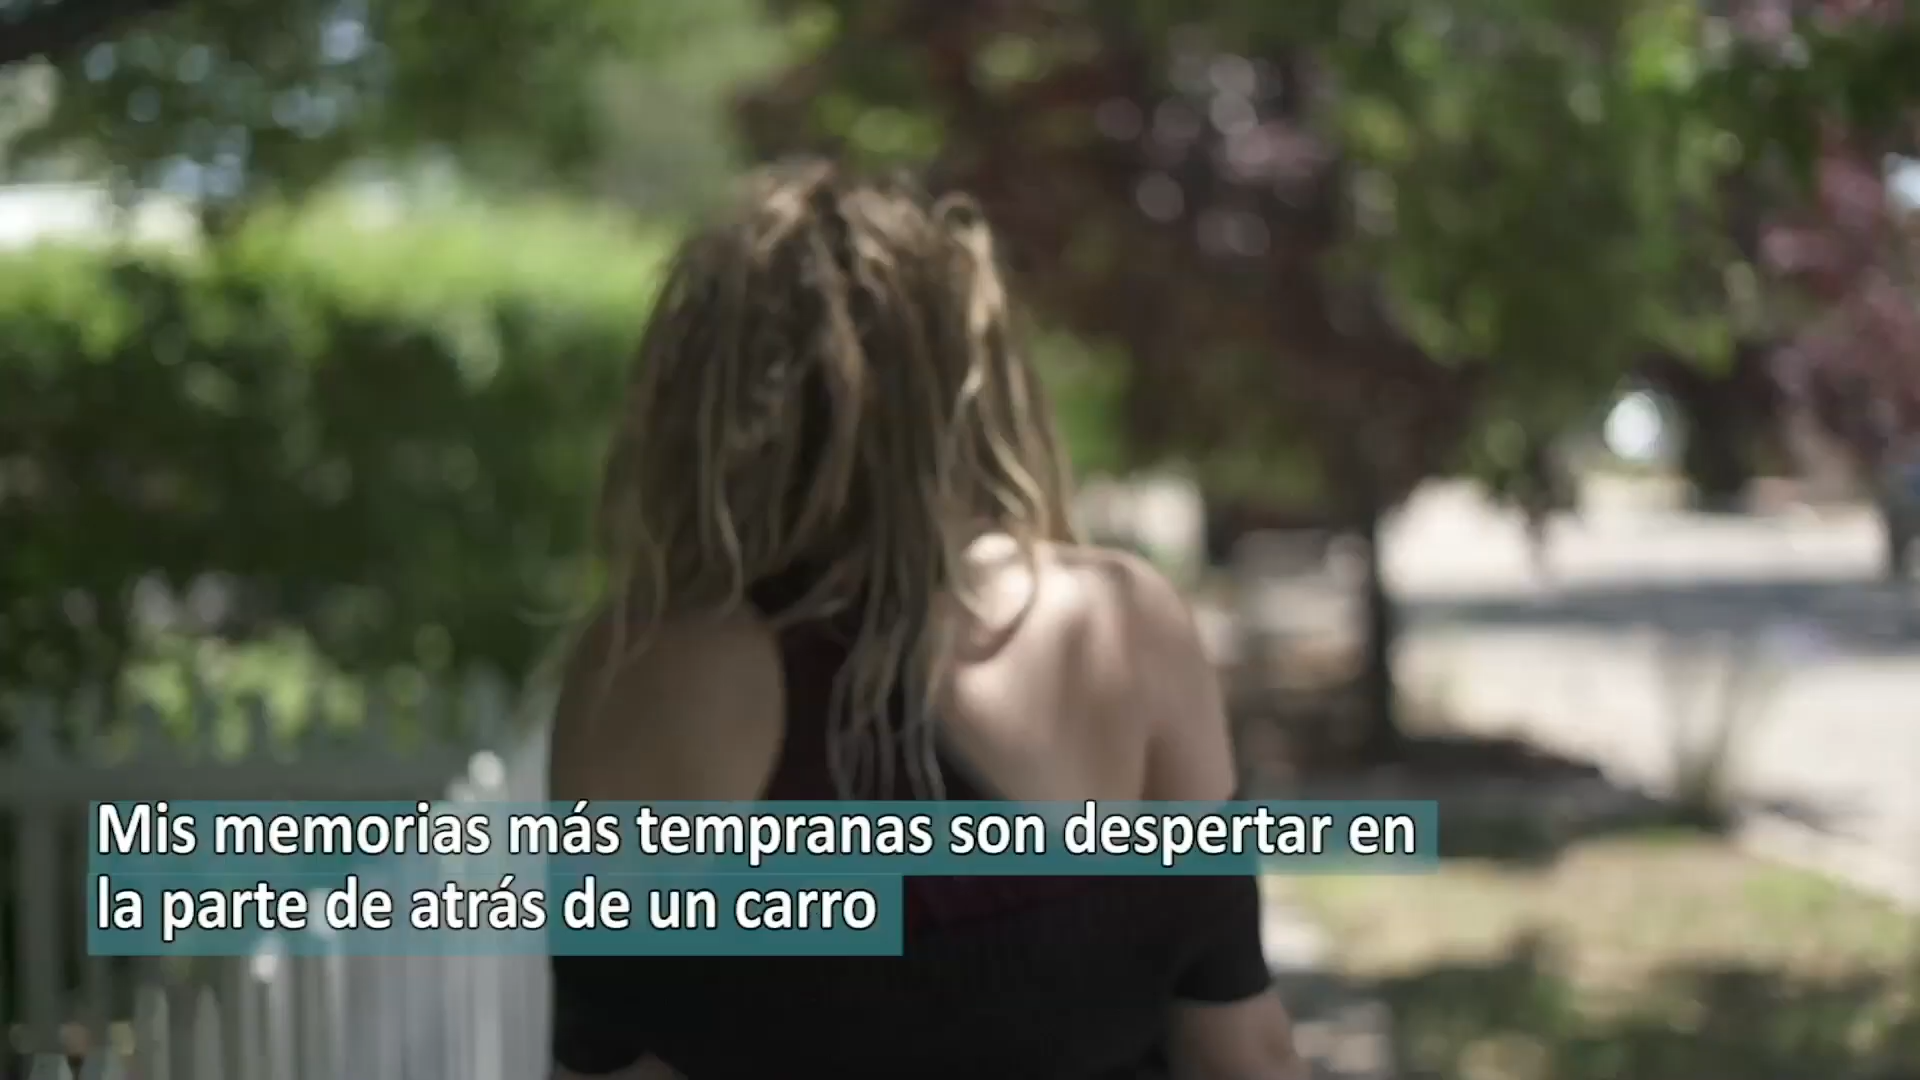 Mis memorias más tempranas son despertar en
la parte de atrás de un carro